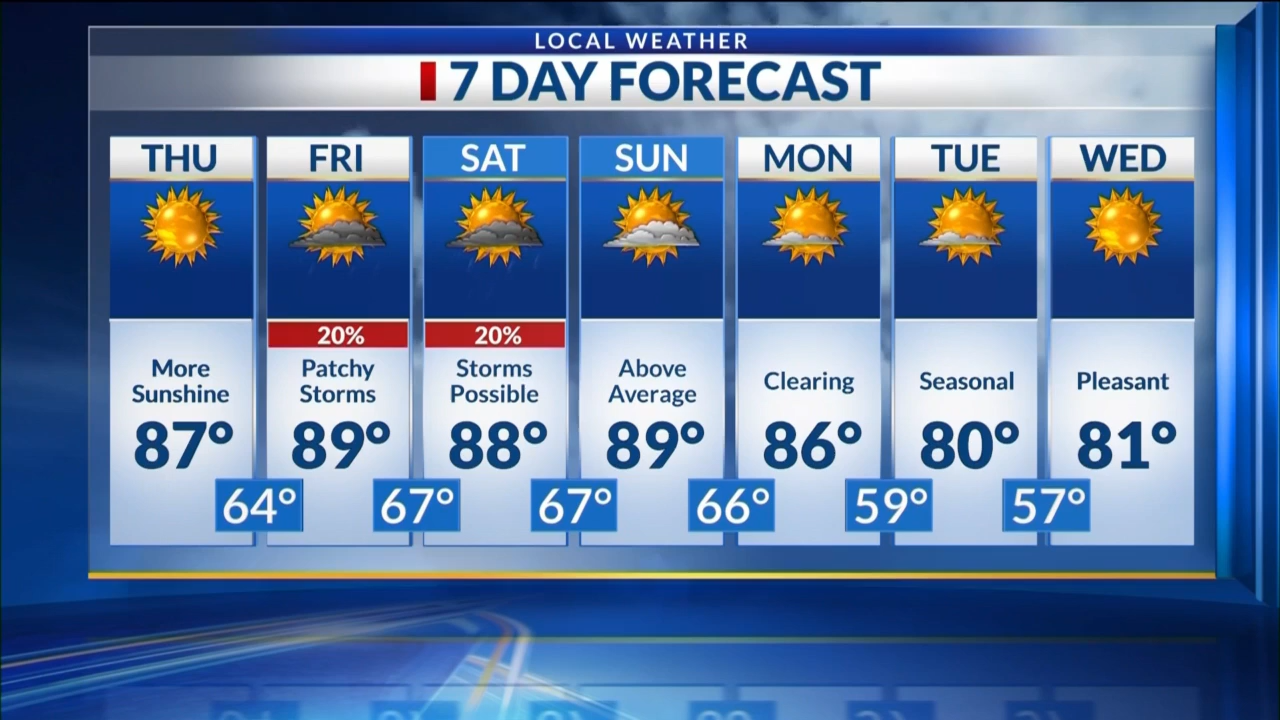 LOCAL WEATHER
7 DAY FORECAST
THU FRI SAT SUN MON TUE WED
20% 20%
More Sunshine
Patchy Storms
Storms Possible
Above Average
Clearing
Seasonal
Pleasant
87° 89° 88° 89° 86° 80° 81°
64° 67° 67° 66° 59° 57°